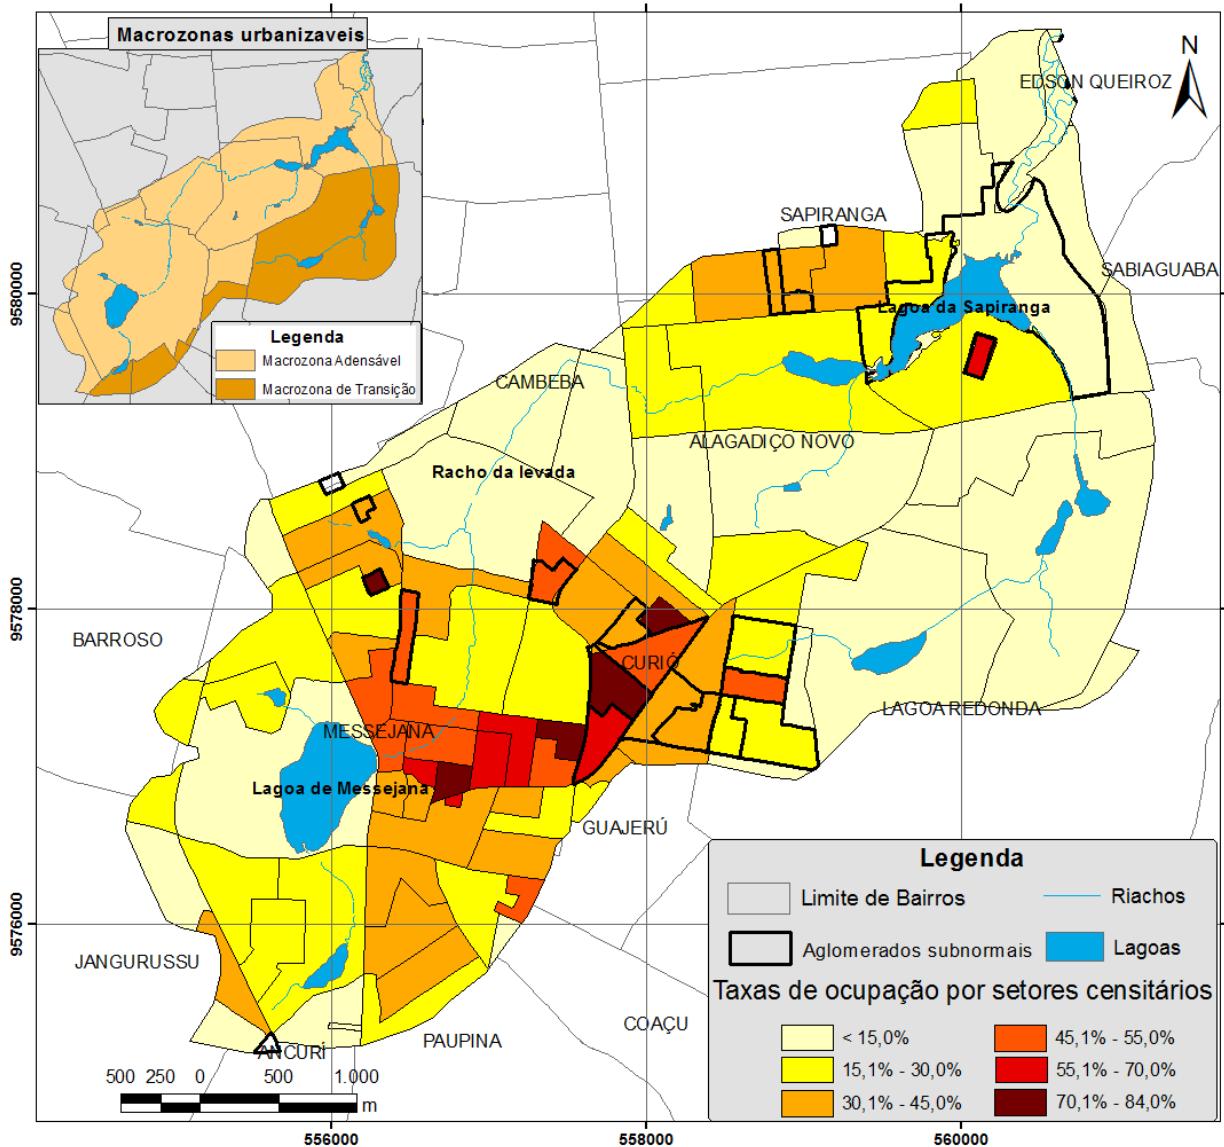 Macrozonas urbanizaveis
Legenda
Macrozona Adensável
Macrozona de Transição
N
EDSON QUEIROZ
SAPIRANGA
SABIAGUABA
Lagoa da Sapiranga
CAMBEBA
ALAGADIÇO NOVO
Racho da levada
BARROSO
CURIÓ
LAGOA REDONDA
MESSEJANA
Lagoa de Messejana
GUAJERÚ
JANGURUSSU
COAÇU
PAUPINA
ANCURÍ
9580000
9578000
9576000
556000
558000
560000
500 250 0 500 1.000
m
Legenda
Limite de Bairros
Riachos
Aglomerados subnormais
Lagoas
Taxas de ocupação por setores censitários
< 15,0%
45,1% - 55,0%
15,1% - 30,0%
55,1% - 70,0%
30,1% - 45,0%
70,1% - 84,0%